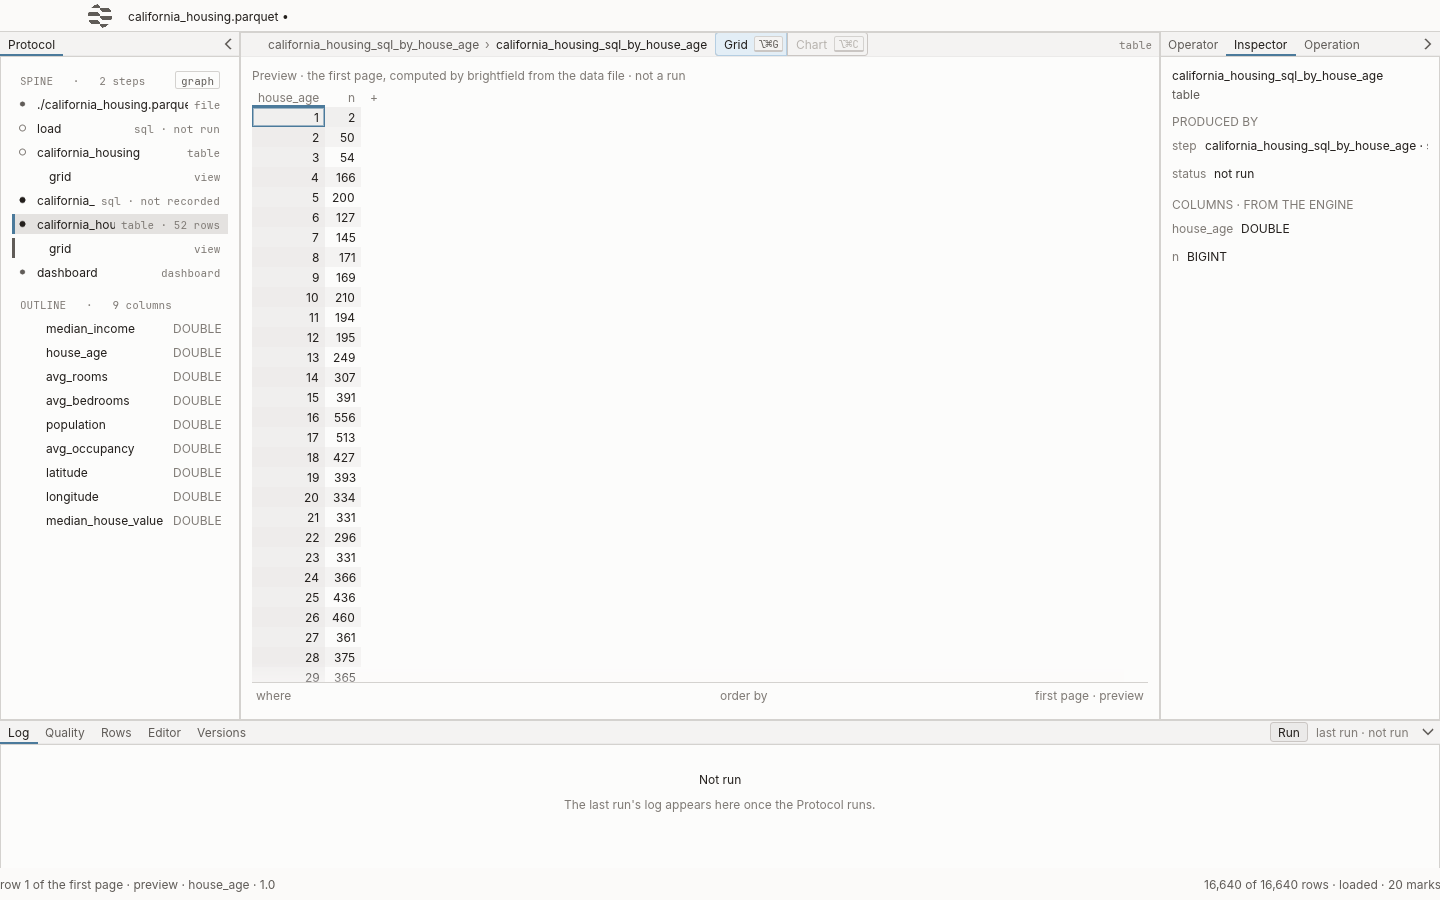 california_housing.parquet •
Protocol
california_housing_sql_by_house_age › california_housing_sql_by_house_age Grid ⌥⌘G Chart ⌥⌘C table
Operator Inspector Operation
SPINE · 2 steps graph
./california_housing.parque file
load sql · not run
california_housing table
grid view
california_ sql · not recorded
california_hou table · 52 rows
grid view
dashboard dashboard
OUTLINE · 9 columns
median_income DOUBLE
house_age DOUBLE
avg_rooms DOUBLE
avg_bedrooms DOUBLE
population DOUBLE
avg_occupancy DOUBLE
latitude DOUBLE
longitude DOUBLE
median_house_value DOUBLE
Preview · the first page, computed by brightfield from the data file · not a run
house_age n +
1 2
2 50
3 54
4 166
5 200
6 127
7 145
8 171
9 169
10 210
11 194
12 195
13 249
14 307
15 391
16 556
17 513
18 427
19 393
20 334
21 331
22 296
23 331
24 366
25 436
26 460
27 361
28 375
29 365
where order by first page · preview
california_housing_sql_by_house_age
table
PRODUCED BY
step california_housing_sql_by_house_age ·
status not run
COLUMNS · FROM THE ENGINE
house_age DOUBLE
n BIGINT
Log Quality Rows Editor Versions Run last run · not run
Not run
The last run's log appears here once the Protocol runs.
row 1 of the first page · preview · house_age · 1.0 16,640 of 16,640 rows · loaded · 20 marks